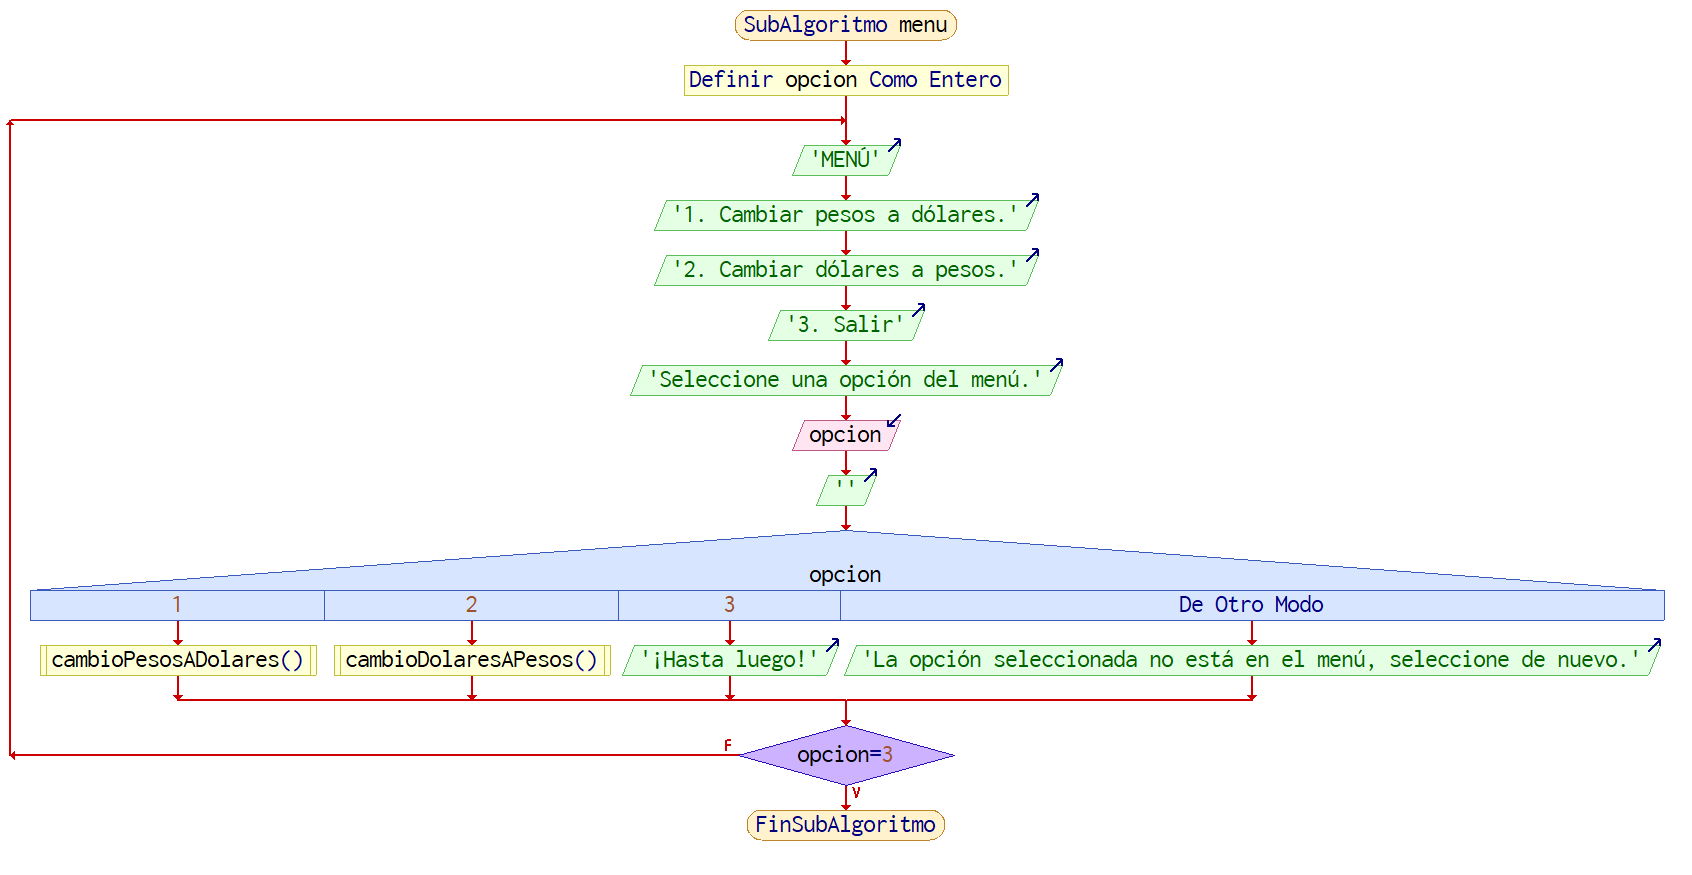 SubAlgoritmo menu
Definir opcion Como Entero
'MENÚ'
'1. Cambiar pesos a dólares.'
'2. Cambiar dólares a pesos.'
'3. Salir'
'Seleccione una opción del menú.'
opcion
''
opcion
1 2 3 De Otro Modo
cambioPesosADolares() cambioDolaresAPesos() '¡Hasta luego!' 'La opción seleccionada no está en el menú, seleccione de nuevo.'
F
opcion=3
V
FinSubAlgoritmo